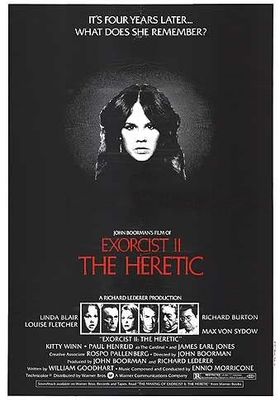 IT'S FOUR YEARS LATER...
WHAT DOES SHE REMEMBER?
JOHN BOORMAN'S FILM OF
EXORCIST II
THE HERETIC
A RICHARD LEDERER PRODUCTION
LINDA BLAIR
RICHARD BURTON
LOUISE FLETCHER
MAX VON SYDOW
"EXORCIST II: THE HERETIC"
KITTY WINN • PAUL HENREID as the Cardinal • and JAMES EARL JONES
Creative Associate ROSPO PALLENBERG • Directed by JOHN BOORMAN
Produced by JOHN BOORMAN and RICHARD LEDERER
Written by WILLIAM GOODHART • Music Composed and Conducted by ENNIO MORRICONE
Technicolor® Distributed by Warner Bros. A Warner Communications Company
R